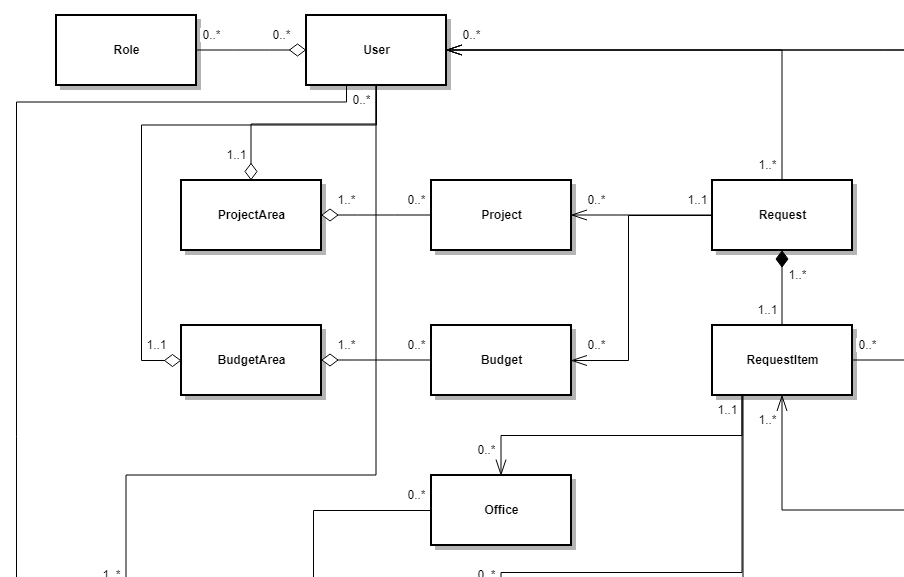 0..* 0..* 0..*
Role User
0..*
1..1 1..*
1..* 0..* 0..* 1..1
ProjectArea Project Request
1..*
1..1
1..1 1..* 0..* 0..* 0..*
BudgetArea Budget RequestItem
1..1
1..*
0..*
0..*
Office
1..* 0..*